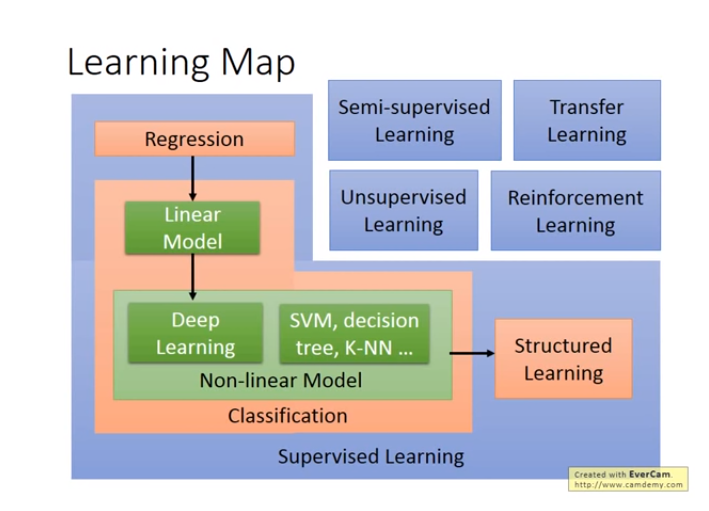 Learning Map
Semi-supervised
Learning
Transfer
Learning
Regression
Unsupervised
Learning
Reinforcement
Learning
Linear
Model
Deep
Learning
SVM, decision
tree, K-NN …
Structured
Learning
Non-linear Model
Classification
Supervised Learning
Created with EverCam.
http://www.camdemy.com